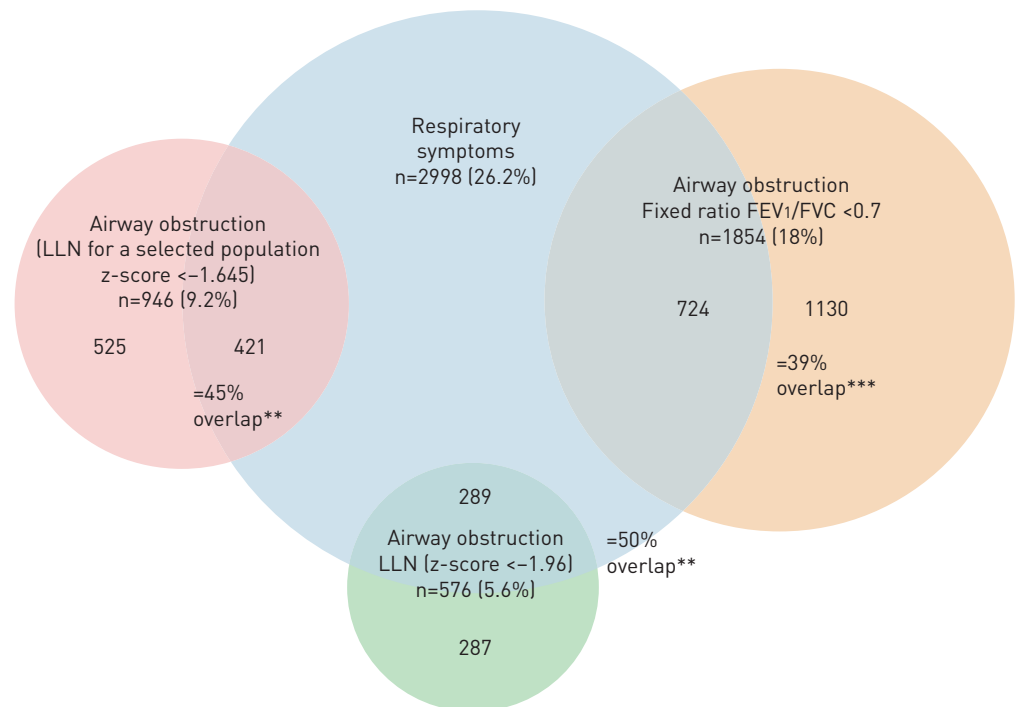 Respiratory
symptoms
n=2998 (26.2%)
Airway obstruction
(LLN for a selected population
z-score <–1.645)
n=946 (9.2%)
525
421
=45%
overlap**
Airway obstruction
Fixed ratio FEV1/FVC <0.7
n=1854 (18%)
724
1130
=39%
overlap***
289
Airway obstruction
LLN (z-score <–1.96)
n=576 (5.6%)
287
=50%
overlap**